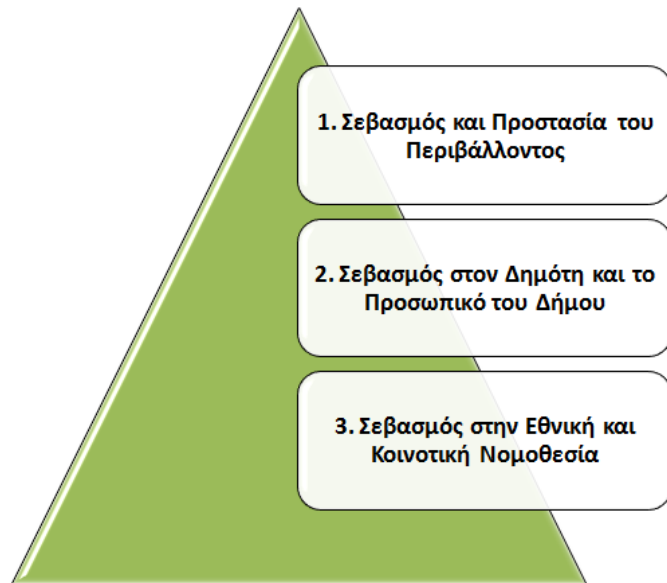 1. Σεβασμός και Προστασία του
Περιβάλλοντος
2. Σεβασμός στον Δημότη και το
Προσωπικό του Δήμου
3. Σεβασμός στην Εθνική και
Κοινοτική Νομοθεσία